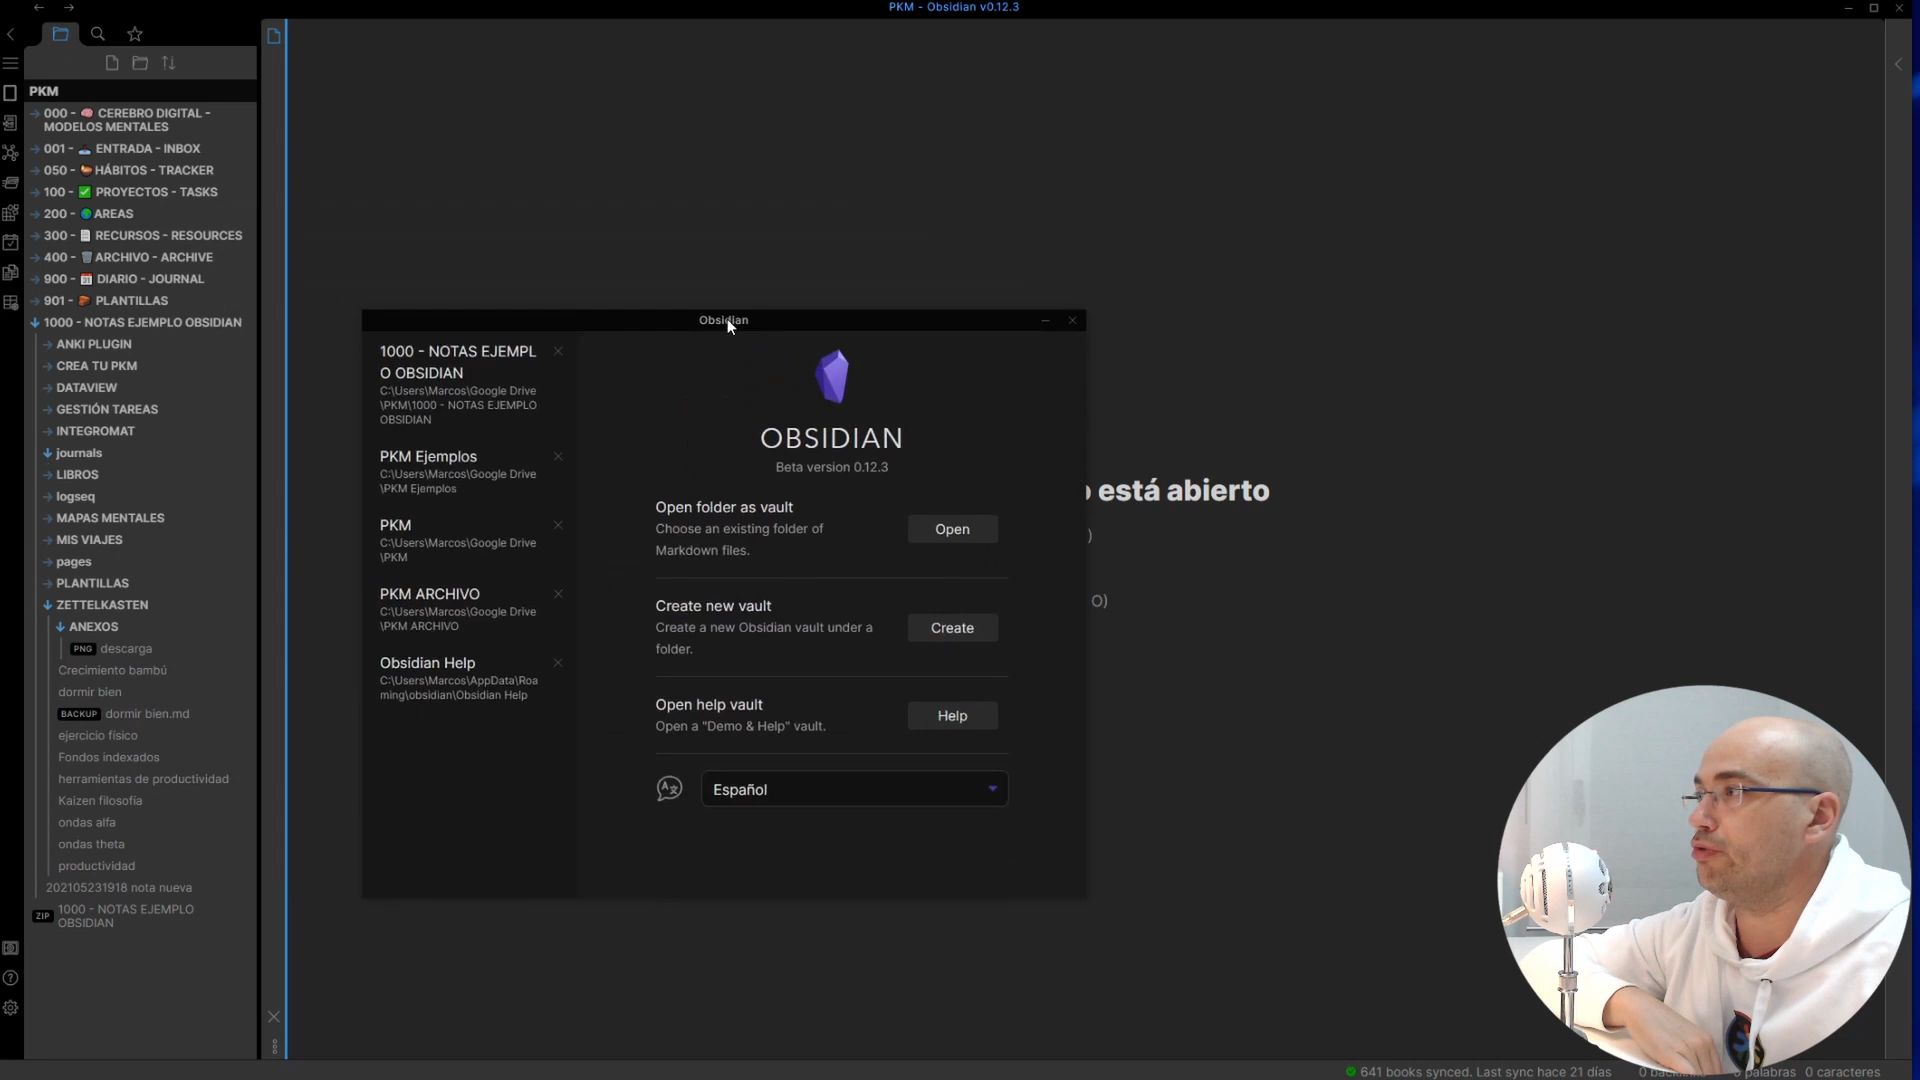 PKM - Obsidian v0.12.3
PKM
000 - 🧠 CEREBRO DIGITAL -
MODELOS MENTALES
001 - 📥 ENTRADA - INBOX
050 - HÁBITOS - TRACKER
100 - ✅ PROYECTOS - TASKS
200 - 🌍 AREAS
300 - 📄 RECURSOS - RESOURCES
400 - 🗑 ARCHIVO - ARCHIVE
900 - 📅 DIARIO - JOURNAL
901 - PLANTILLAS
1000 - NOTAS EJEMPLO OBSIDIAN
ANKI PLUGIN
CREA TU PKM
DATAVIEW
GESTIÓN TAREAS
INTEGROMAT
journals
LIBROS
logseq
MAPAS MENTALES
MIS VIAJES
pages
PLANTILLAS
ZETTELKASTEN
ANEXOS
PNG descarga
Crecimiento bambú
dormir bien
BACKUP dormir bien.md
ejercicio físico
Fondos indexados
herramientas de productividad
Kaizen filosofía
ondas alfa
ondas theta
productividad
202105231918 nota nueva
ZIP 1000 - NOTAS EJEMPLO
OBSIDIAN
Obsidian
1000 - NOTAS EJEMPL
O OBSIDIAN
C:\Users\Marcos\Google Drive
\PKM\1000 - NOTAS EJEMPLO
OBSIDIAN
PKM Ejemplos
C:\Users\Marcos\Google Drive
\PKM Ejemplos
PKM
C:\Users\Marcos\Google Drive
\PKM
PKM ARCHIVO
C:\Users\Marcos\Google Drive
\PKM ARCHIVO
Obsidian Help
C:\Users\Marcos\AppData\Roa
ming\obsidian\Obsidian Help
OBSIDIAN
Beta version 0.12.3
Open folder as vault
Choose an existing folder of
Markdown files.
Open
Create new vault
Create a new Obsidian vault under a
folder.
Create
Open help vault
Open a "Demo & Help" vault.
Help
Español
está abierto
)
O)
641 books synced. Last sync hace 21 días
palabras
0 caracteres